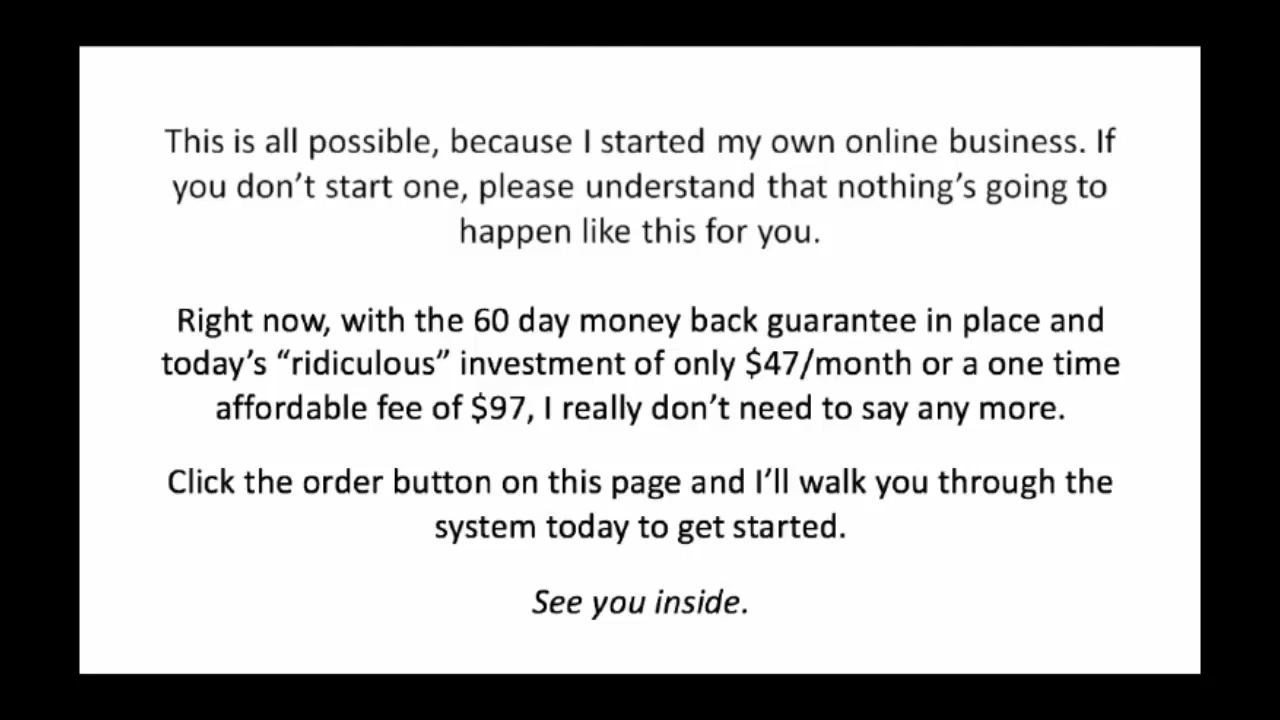 This is all possible, because I started my own online business. If
you don’t start one, please understand that nothing’s going to
happen like this for you.
Right now, with the 60 day money back guarantee in place and
today’s “ridiculous” investment of only $47/month or a one time
affordable fee of $97, I really don’t need to say any more.
Click the order button on this page and I’ll walk you through the
system today to get started.
See you inside.